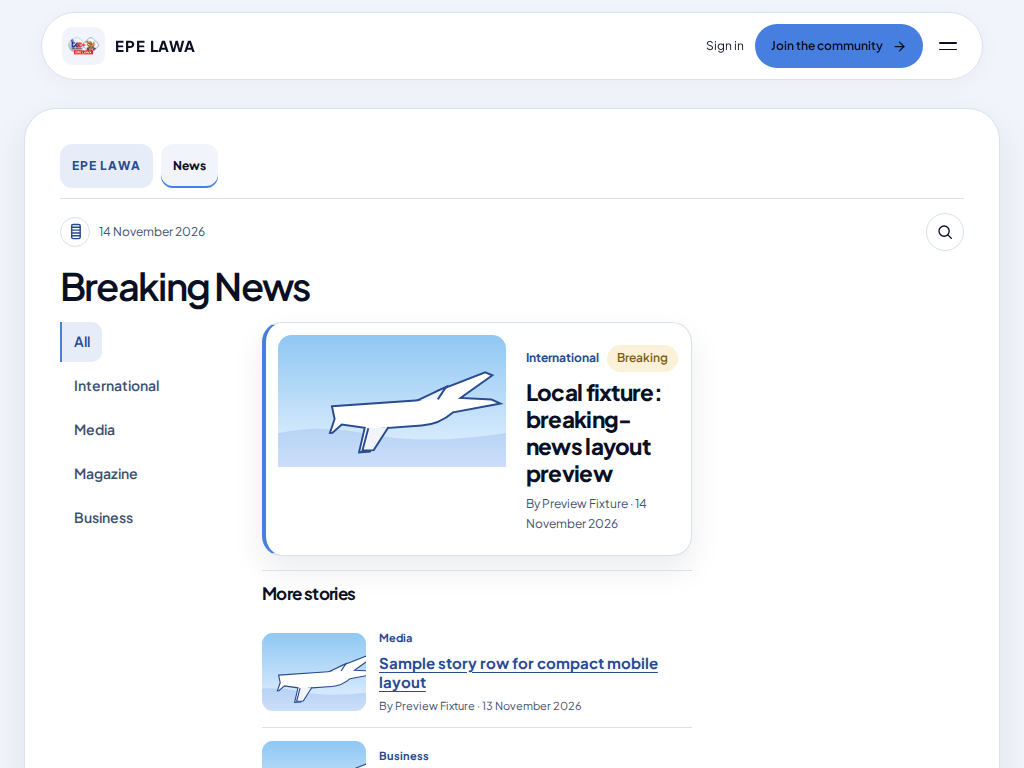 EPE LAWA
Sign in
Join the community
EPE LAWA
News
14 November 2026
Breaking News
All
International
Media
Magazine
Business
International
Breaking
Local fixture:
breaking-
news layout
preview
By Preview Fixture · 14
November 2026
More stories
Media
Sample story row for compact mobile
layout
By Preview Fixture · 13 November 2026
Business